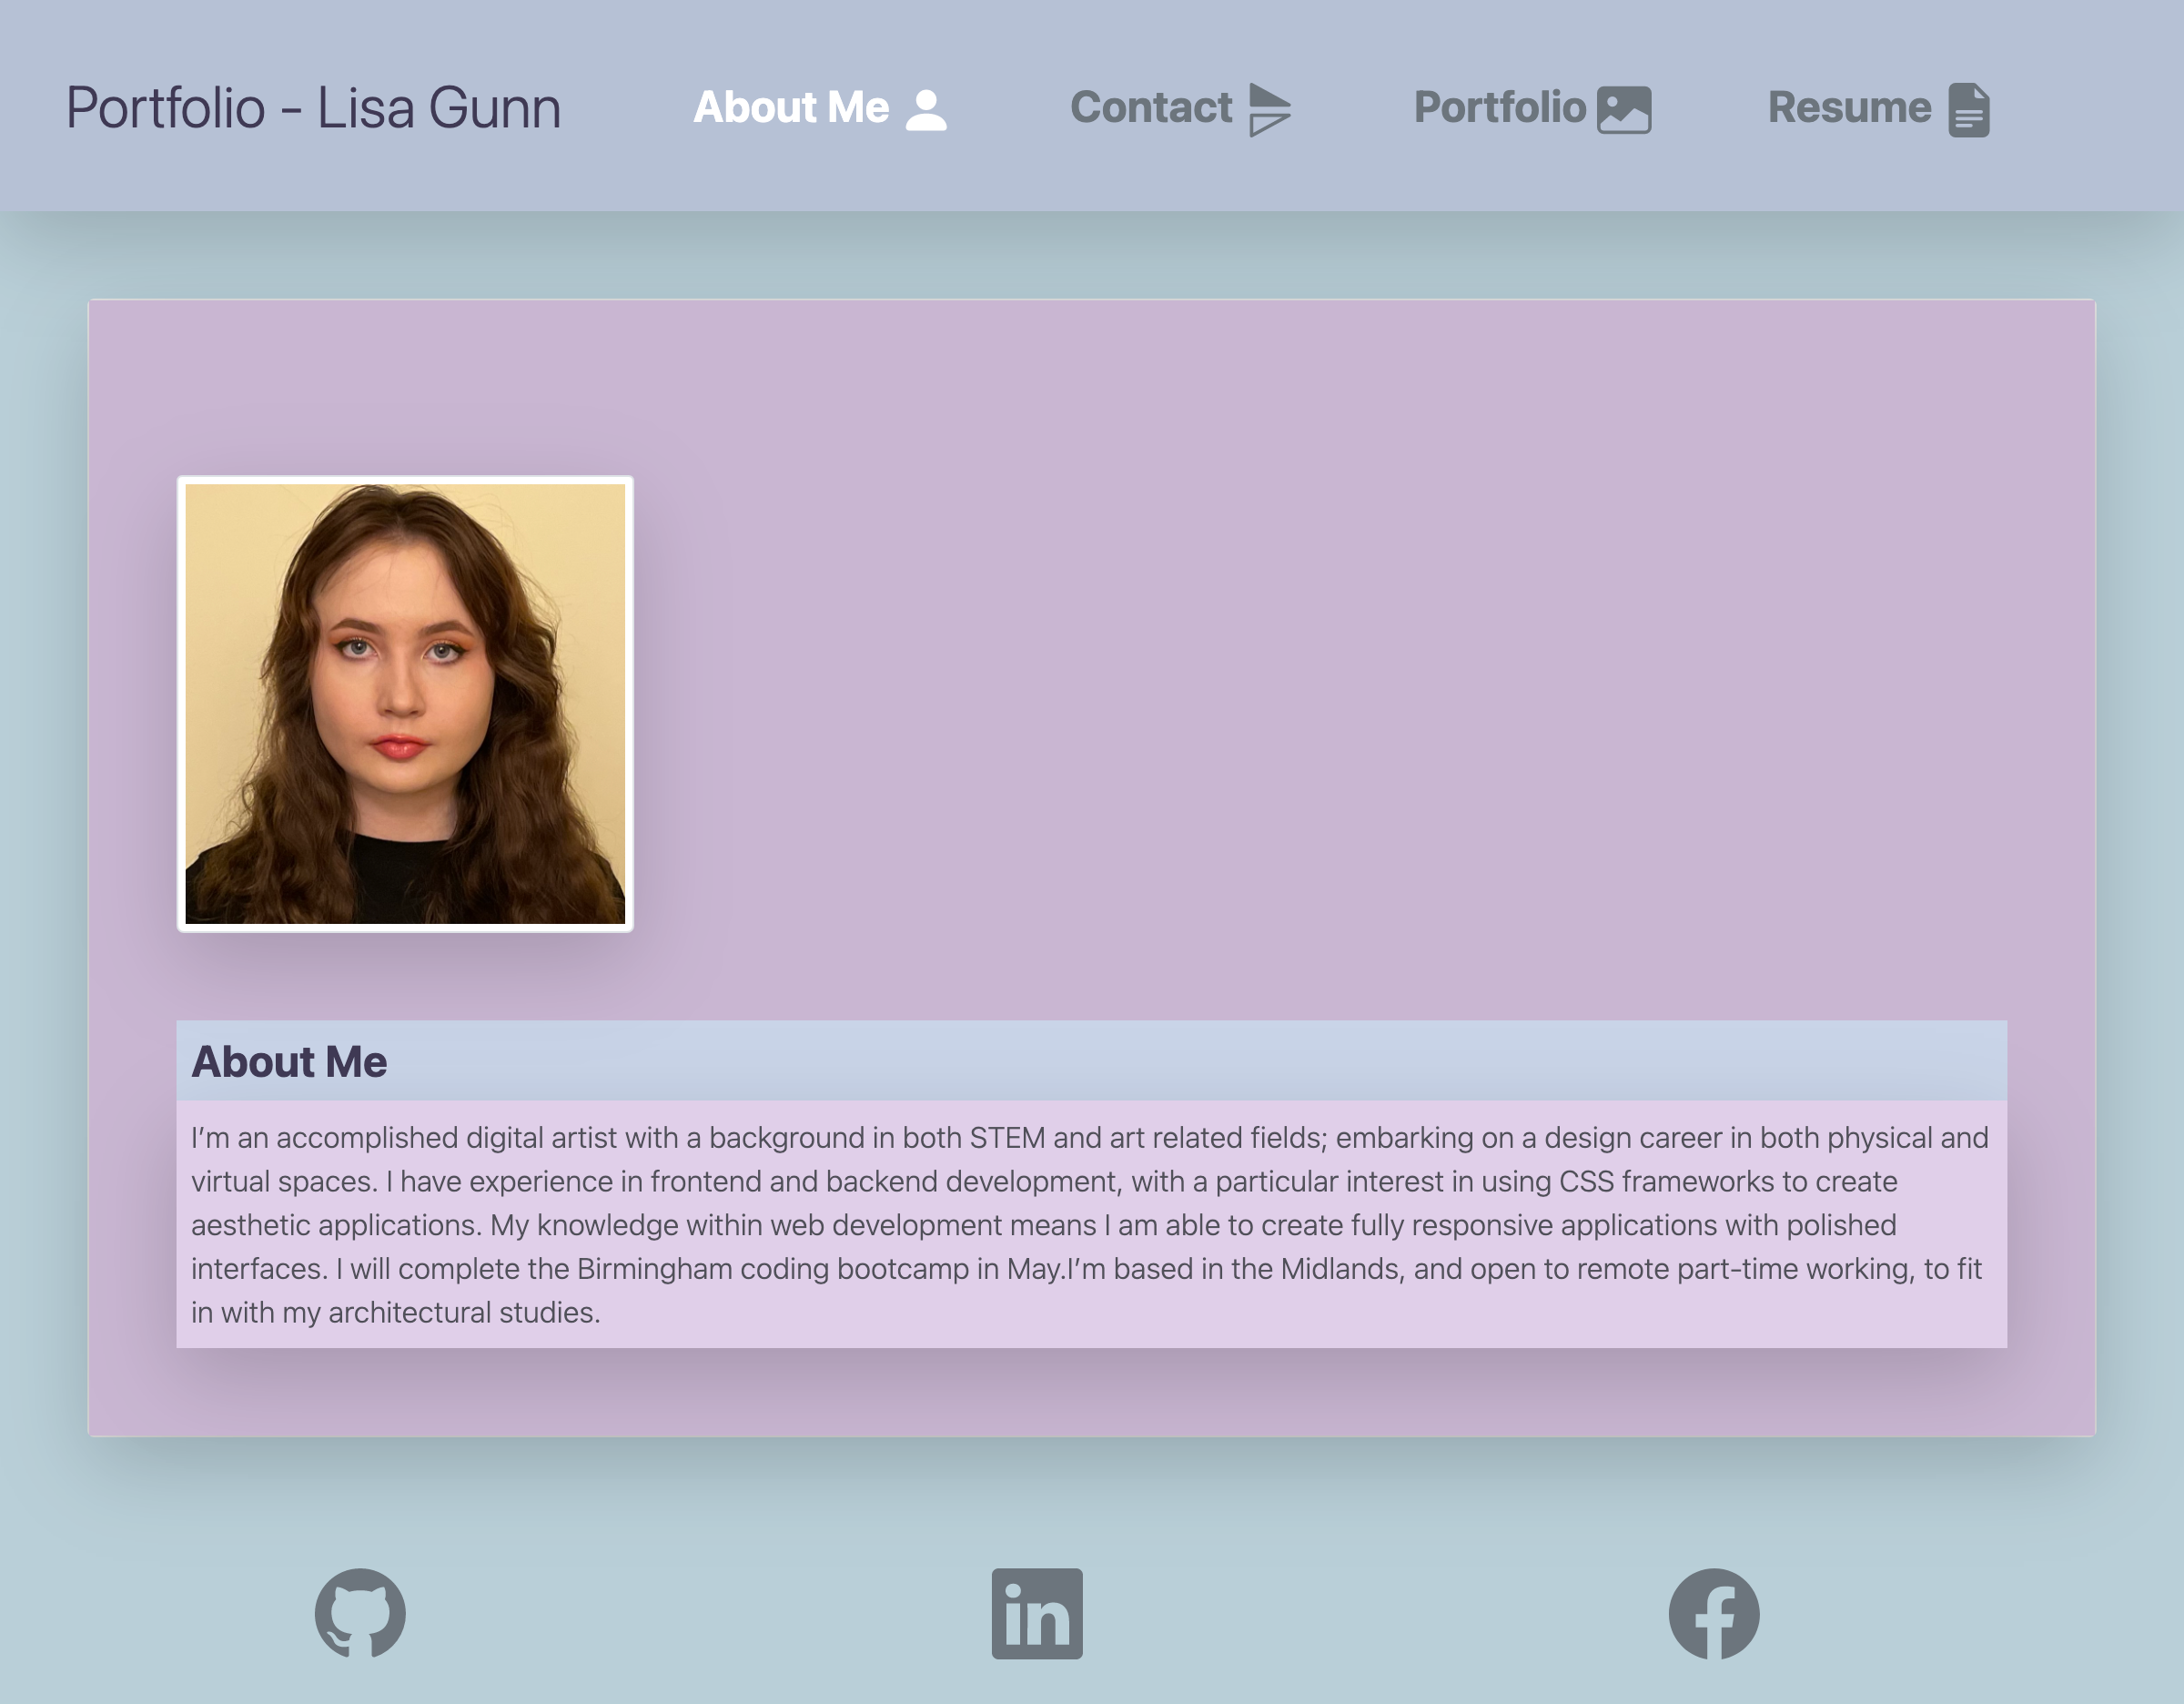 Portfolio - Lisa Gunn
About Me
Contact
Portfolio
Resume
About Me
I’m an accomplished digital artist with a background in both STEM and art related fields; embarking on a design career in both physical and
virtual spaces. I have experience in frontend and backend development, with a particular interest in using CSS frameworks to create
aesthetic applications. My knowledge within web development means I am able to create fully responsive applications with polished
interfaces. I will complete the Birmingham coding bootcamp in May.I’m based in the Midlands, and open to remote part-time working, to fit
in with my architectural studies.
in
f